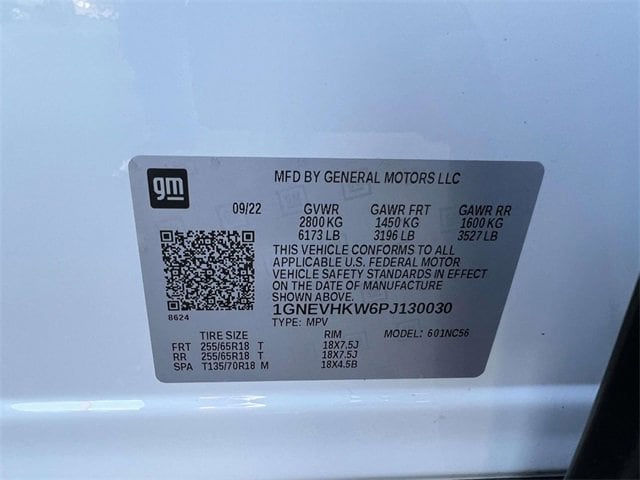 gm
MFD BY GENERAL MOTORS LLC
09/22 GVWR GAWR FRT GAWR RR
2800 KG 1450 KG 1600 KG
6173 LB 3196 LB 3527 LB
THIS VEHICLE CONFORMS TO ALL
APPLICABLE U.S. FEDERAL MOTOR
VEHICLE SAFETY STANDARDS IN EFFECT
ON THE DATE OF MANUFACTURE
SHOWN ABOVE.
1GNEVHKW6PJ130030
8624
TYPE: MPV MODEL: 601NC56
TIRE SIZE RIM
FRT 255/65R18 T 18X7.5J
RR 255/65R18 T 18X7.5J
SPA T135/70R18 M 18X4.5B